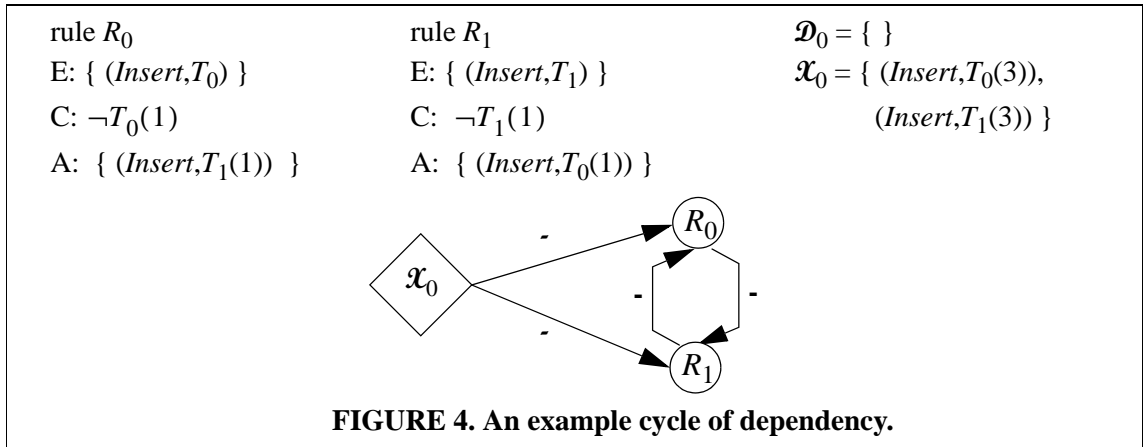 rule R₀ rule R₁ 𝓓₀ = { }
E: { (Insert,T₀) } E: { (Insert,T₁) } 𝓧₀ = { (Insert,T₀(3)),
C: ¬T₀(1) C: ¬T₁(1) (Insert,T₁(3)) }
A: { (Insert,T₁(1)) } A: { (Insert,T₀(1)) }
- R₀
𝓧₀ - -
- R₁
FIGURE 4. An example cycle of dependency.